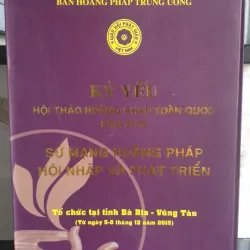 BAN HOẰNG PHÁP TRUNG ƯƠNG
KỶ YẾU
HỘI THẢO HOẰNG PHÁP TOÀN QUỐC
SỨ MẠNG HOẰNG PHÁP
HỘI NHẬP VÀ PHÁT TRIỂN
Tổ chức tại tỉnh Bà Rịa - Vũng Tàu